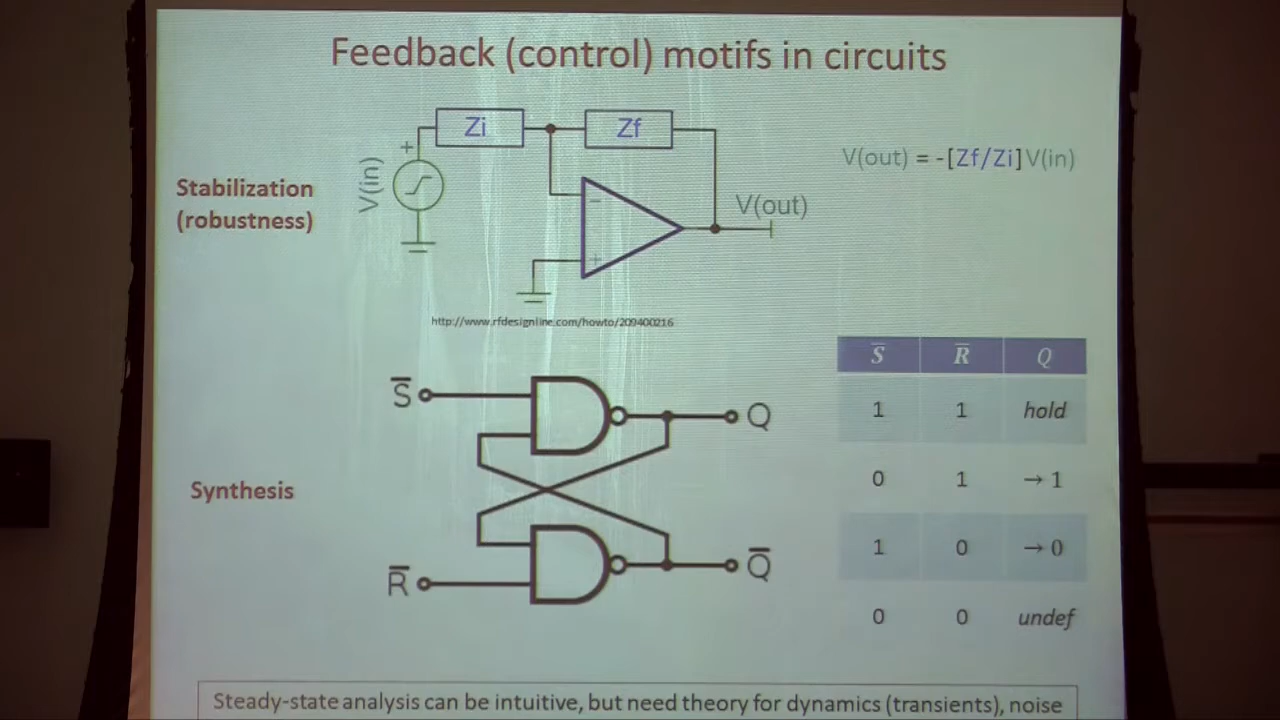 Feedback (control) motifs in circuits
Zi
Zf
+
V(in)
Stabilization
(robustness)
V(out) = -[Zf/Zi]V(in)
V(out)
−
+
http://www.rfdesignline.com/howto/209400216
S̅ R̅ Q
1 1 hold
0 1 → 1
1 0 → 0
0 0 undef
S̅
Q
Synthesis
R̅
Q̅
Steady-state analysis can be intuitive, but need theory for dynamics (transients), noise